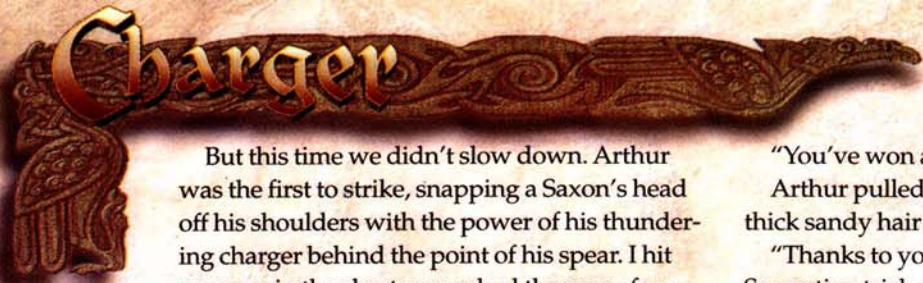 Charger
But this time we didn't slow down. Arthur
was the first to strike, snapping a Saxon's head
off his shoulders with the power of his thunder-
ing charger behind the point of his spear. I hit
"You've won
Arthur pulled
thick sandy hair
"Thanks to yo